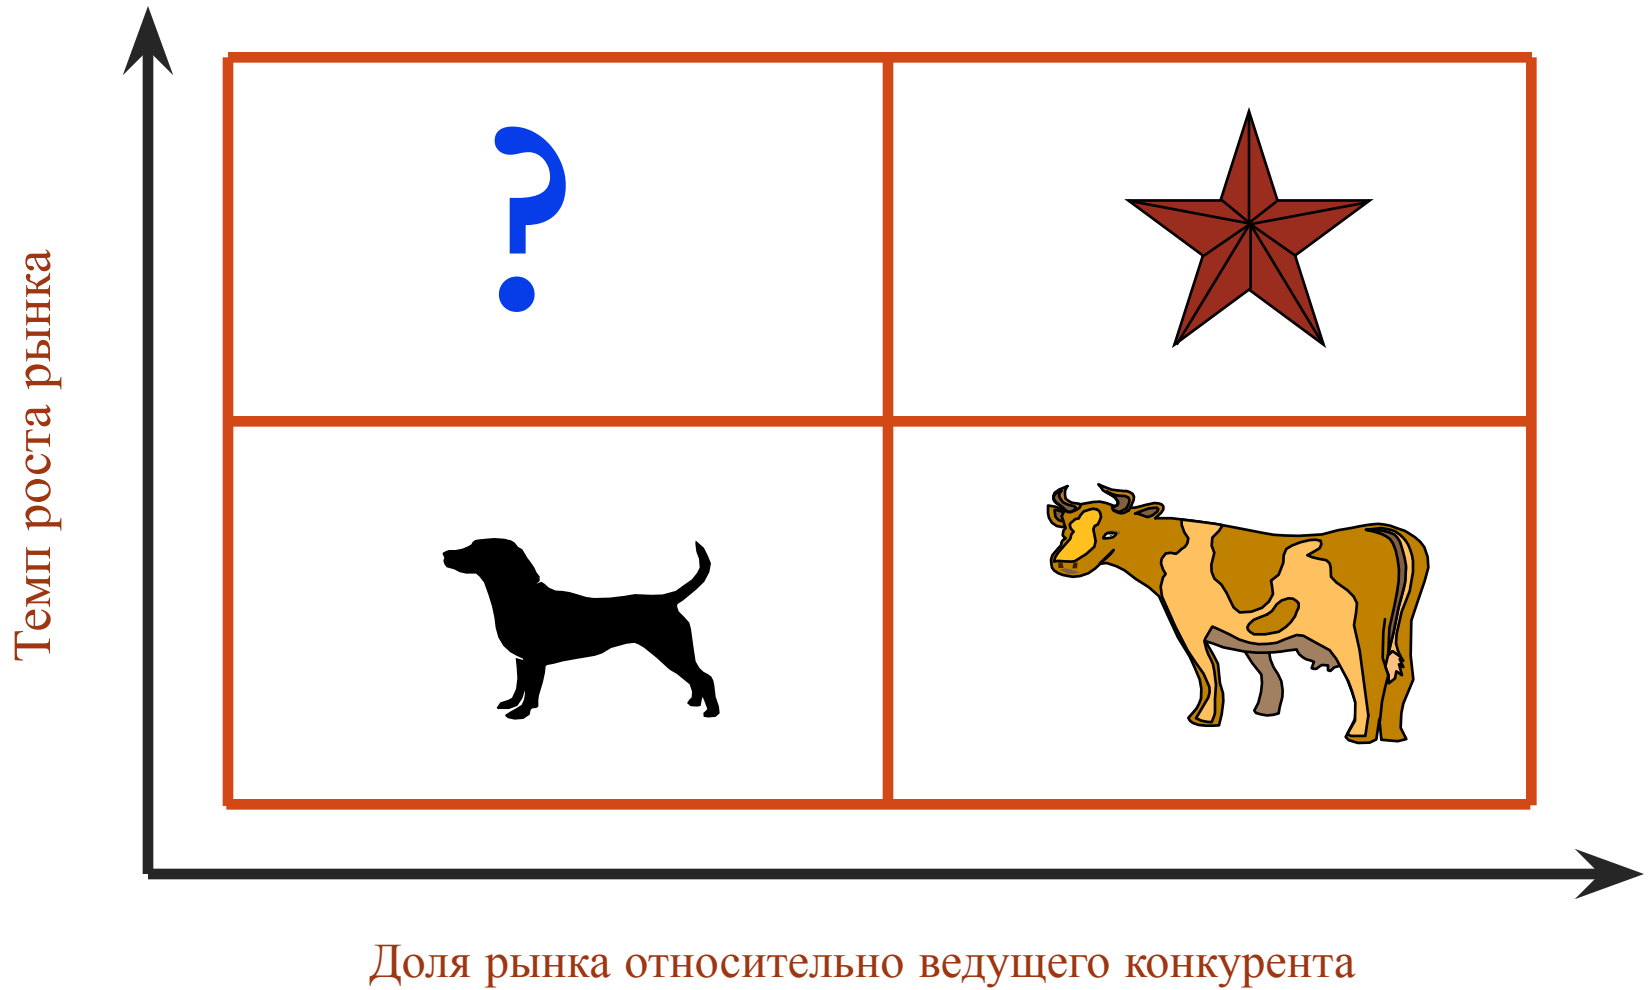 Темп роста рынка
?
Доля рынка относительно ведущего конкурента